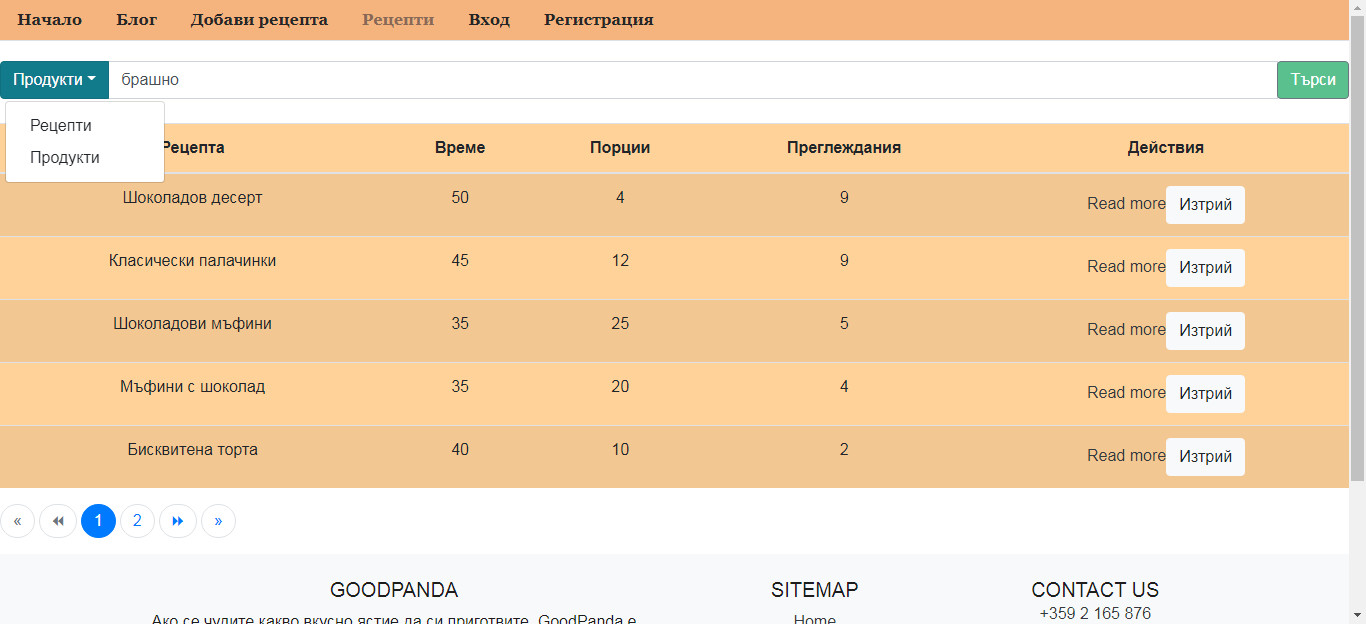 Начало Блог Добави рецепта Рецепти Вход Регистрация
Продукти брашно Търси
Рецепти
Продукти
Рецепта Време Порции Преглеждания Действия
Шоколадов десерт 50 4 9 Read more Изтрий
Класически палачинки 45 12 9 Read more Изтрий
Шоколадови мъфини 35 25 5 Read more Изтрий
Мъфини с шоколад 35 20 4 Read more Изтрий
Бисквитена торта 40 10 2 Read more Изтрий
« 1 2 »
GOODPANDA SITEMAP CONTACT US
+359 2 165 876
Ако се чудите какво вкусно ястие да си приготвите, GoodPanda е Home